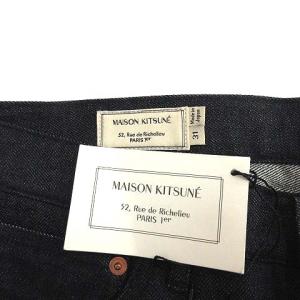 MAISON KITSUNÉ
52, Rue de Richelieu
PARIS 1er
Made in
Japan
31
MAISON KITSUNÉ
52, Rue de Richelieu
PARIS 1er